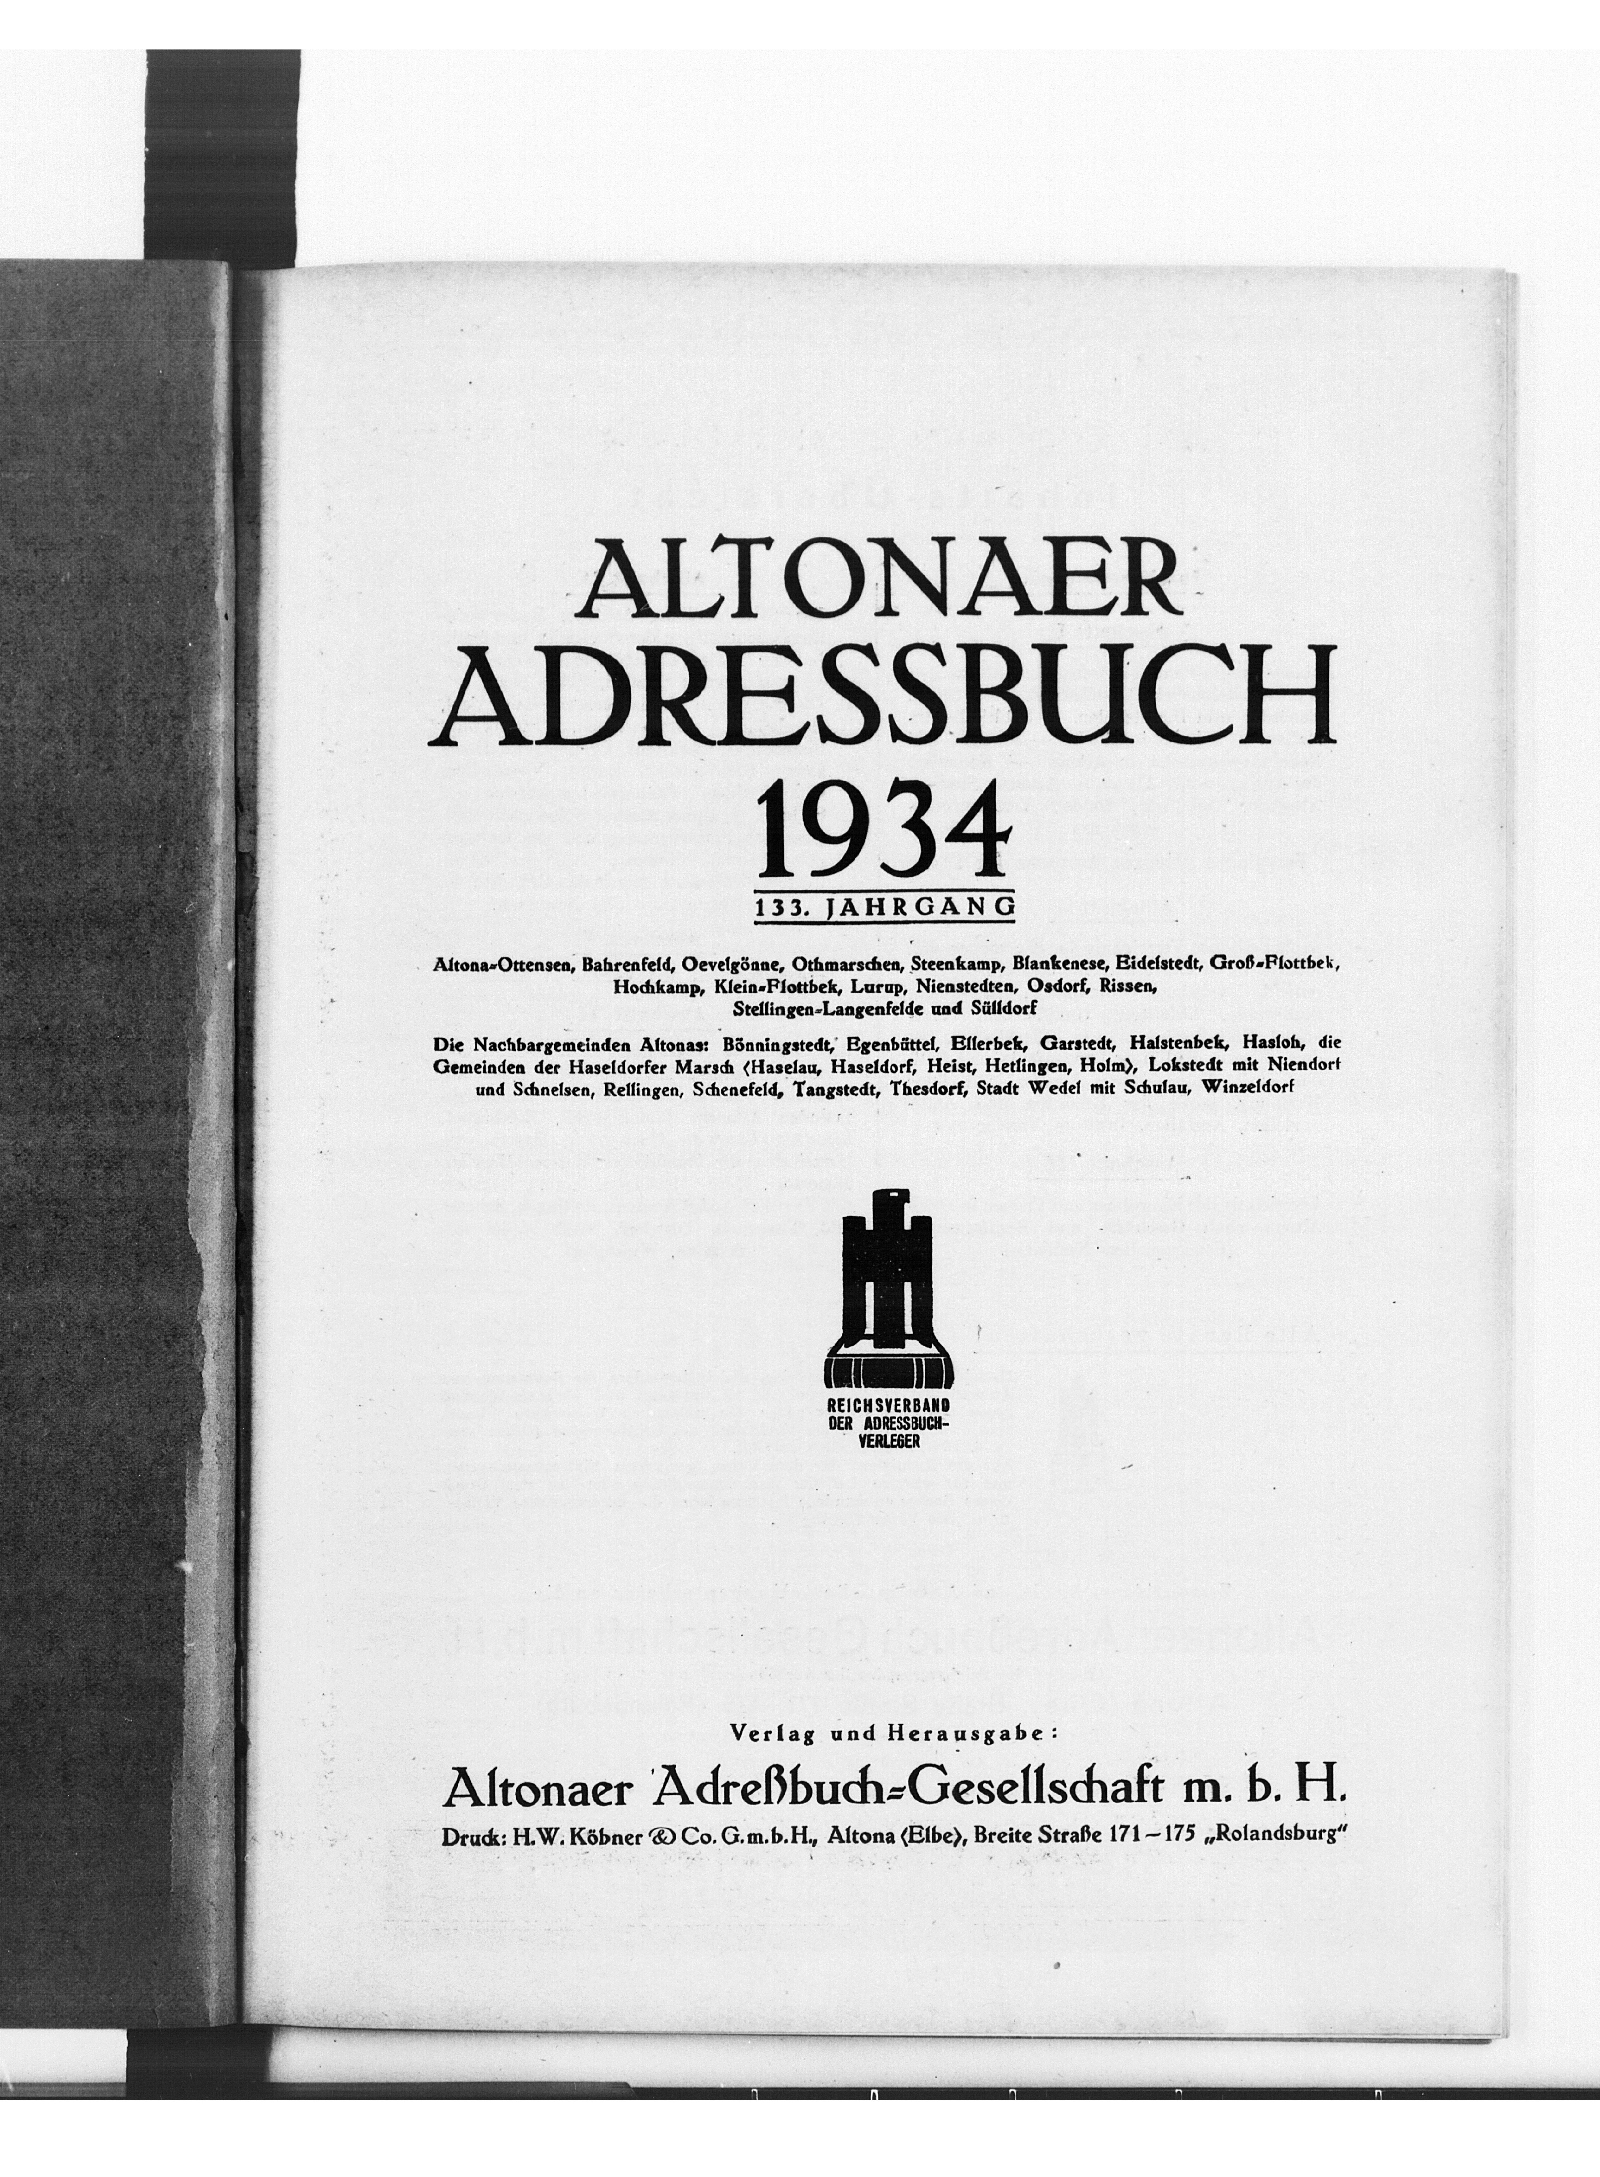 ALTONAER
ADRESSBUCH
1934
133. JAHRGANG
Altona-Ottensen, Bahrenfeld, Oevelgönne, Othmarschen, Steenkamp, Blankenese, Eidelstedt, Groß-Flottbek,
Hochkamp, Klein-Flottbek, Lurup, Nienstedten, Osdorf, Rissen,
Stellingen-Langenfelde und Sülldorf
Die Nachbargemeinden Altonas: Bönningstedt, Egenbüttel, Ellerbek, Garstedt, Halstenbek, Hasloh, die
Gemeinden der Haseldorfer Marsch (Haselau, Haseldorf, Heist, Hetlingen, Holm), Lokstedt mit Niendorf
und Schnelsen, Rellingen, Schenefeld, Tangstedt, Thesdorf, Stadt Wedel mit Schulau, Winzeldorf
REICHSVERBAND
DER ADRESSBUCH-
VERLEGER
Verlag und Herausgabe:
Altonaer Adreßbuch-Gesellschaft m. b. H.
Druck: H.W. Köbner & Co. G.m.b.H., Altona (Elbe), Breite Straße 171–175 „Rolandsburg“